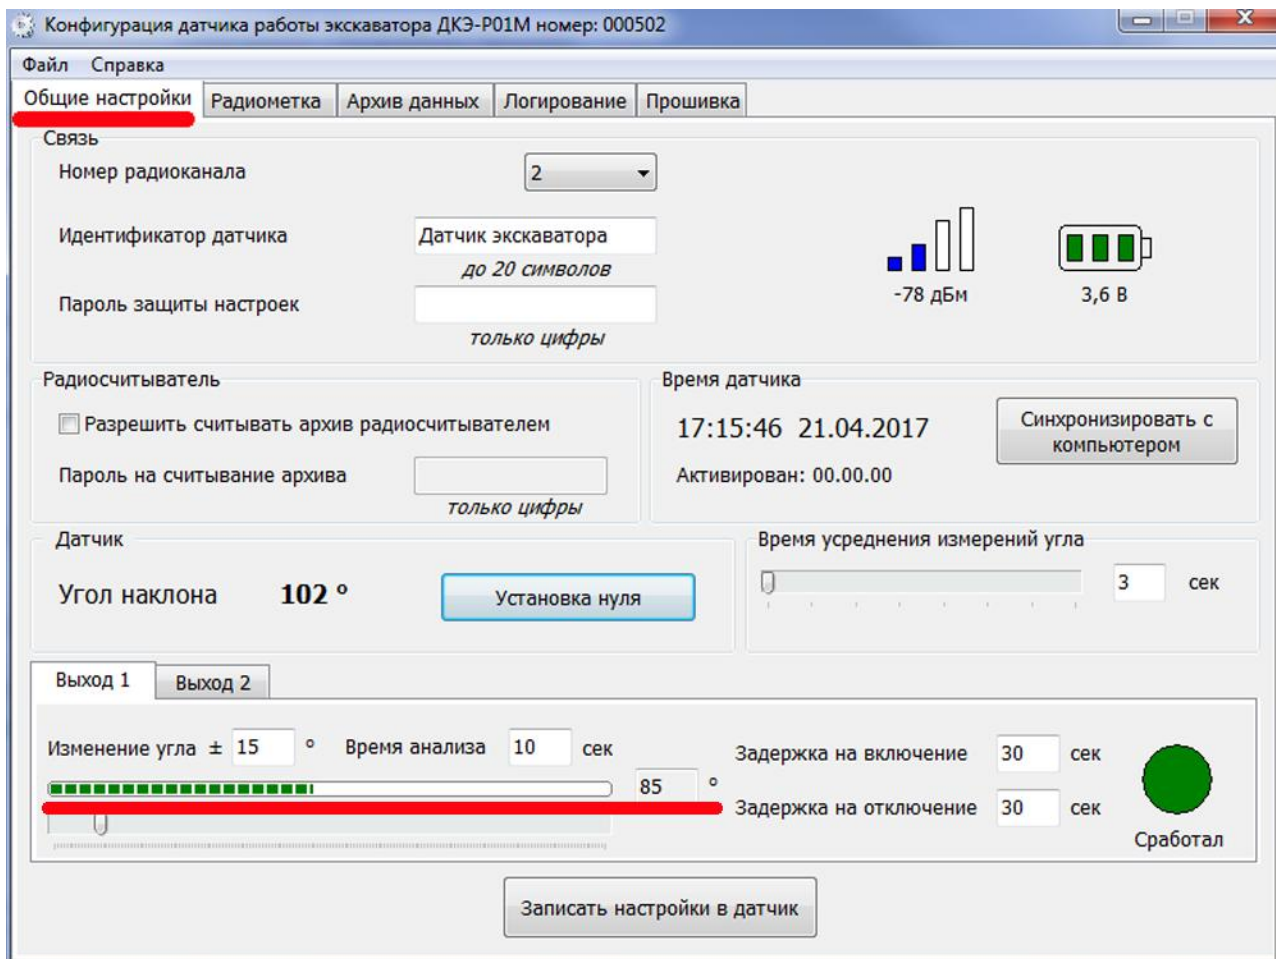 Конфигурация датчика работы экскаватора ДКЭ-Р01М номер: 000502
Файл Справка
Общие настройки Радиометка Архив данных Логирование Прошивка
Связь
Номер радиоканала 2
Идентификатор датчика Датчик экскаватора
до 20 символов
-78 дБм 3,6 В
Пароль защиты настроек
только цифры
Радиосчитыватель
Разрешить считывать архив радиосчитывателем
Пароль на считывание архива
только цифры
Время датчика
17:15:46 21.04.2017
Синхронизировать с
компьютером
Активирован: 00.00.00
Датчик
Угол наклона 102 ° Установка нуля
Время усреднения измерений угла
3 сек
Выход 1 Выход 2
Изменение угла ± 15 ° Время анализа 10 сек
85 °
Задержка на включение 30 сек
Задержка на отключение 30 сек
Сработал
Записать настройки в датчик